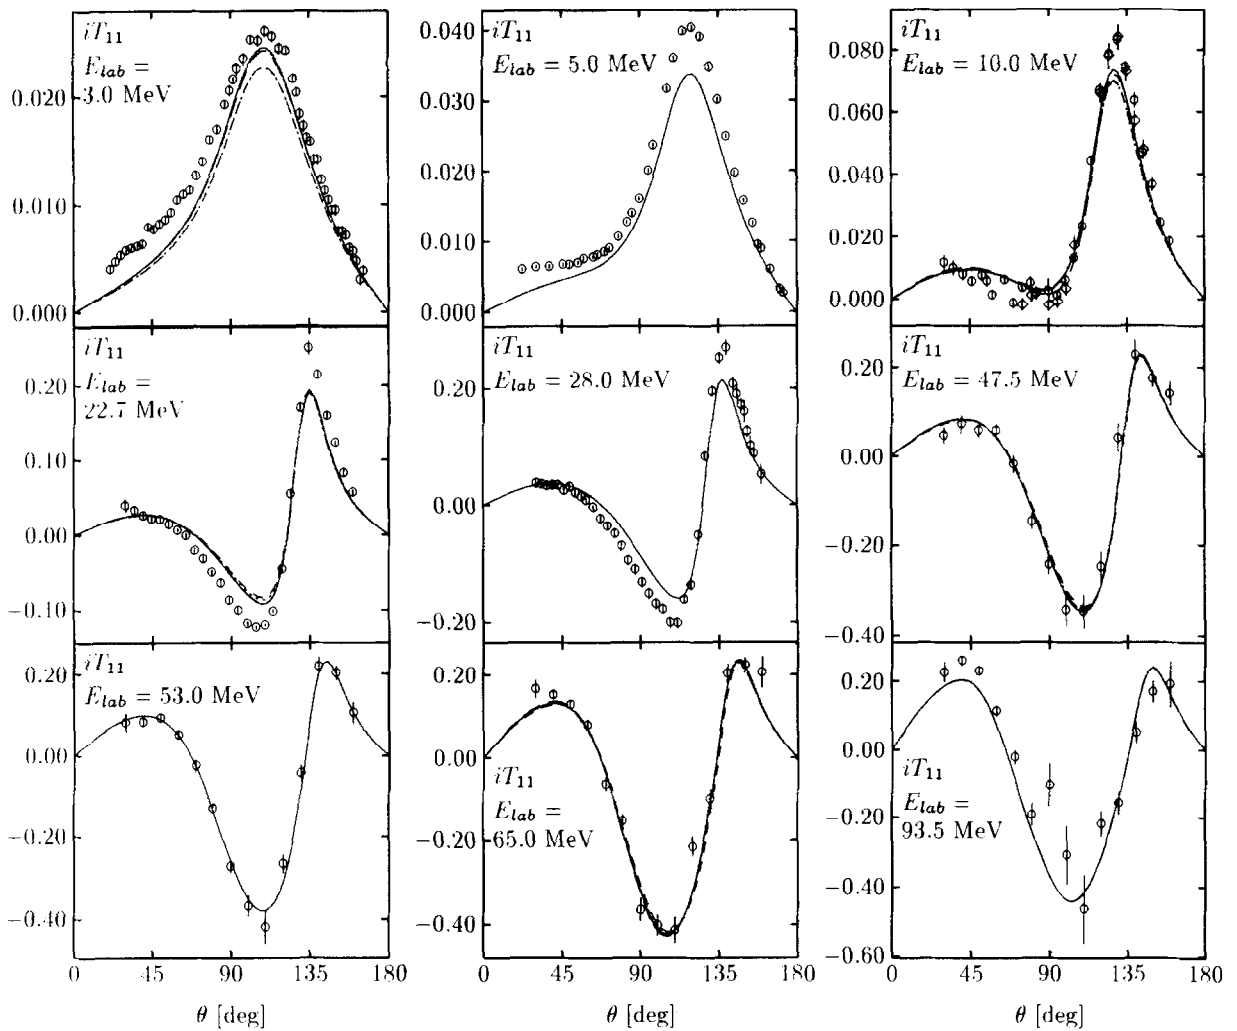 iT11
Elab =
3.0 MeV
0.020
0.010
0.000
iT11
Elab = 5.0 MeV
0.040
0.030
0.020
0.010
0.000
iT11
Elab = 10.0 MeV
0.080
0.060
0.040
0.020
0.000
iT11
Elab =
22.7 MeV
0.20
0.10
0.00
−0.10
iT11
Elab = 28.0 MeV
0.20
0.00
−0.20
iT11
Elab = 47.5 MeV
0.20
0.00
−0.20
−0.40
iT11
Elab = 53.0 MeV
0.20
0.00
−0.20
−0.40
0 45 90 135 180
θ [deg]
0.20
0.00
iT11
Elab =
65.0 MeV
−0.20
−0.40
0 45 90 135 180
θ [deg]
0.20
0.00
iT11
Elab =
93.5 MeV
−0.20
−0.40
−0.60
0 45 90 135 180
θ [deg]